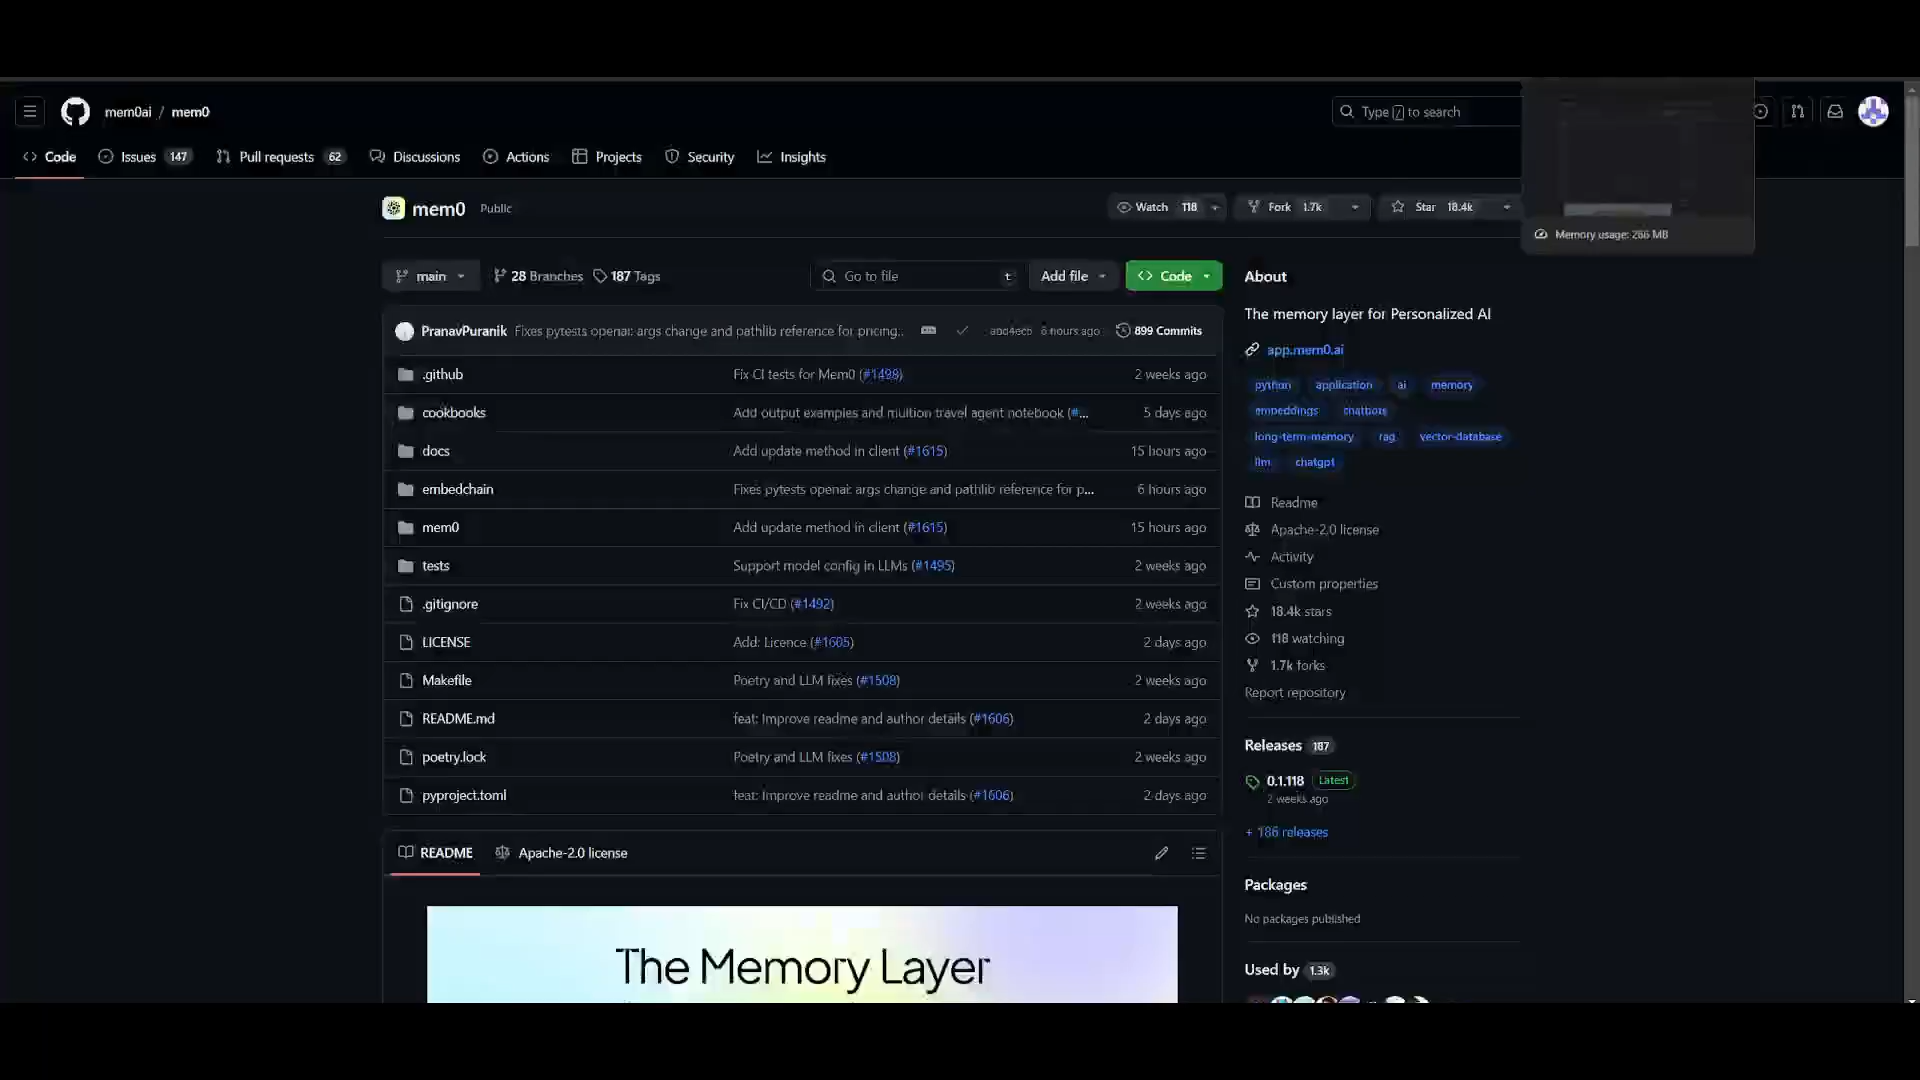 mem0ai / mem0
Type / to search
Code
Issues 147
Pull requests 62
Discussions
Actions
Projects
Security
Insights
mem0 Public
Watch 118
Fork 1.7k
Star 18.4k
Memory usage: 266 MB
main
28 Branches
187 Tags
Go to file t
Add file
Code
PranavPuranik Fixes pytests openai: args change and pathlib reference for pricing... 6 hours ago 899 Commits
.github Fix CI tests for Mem0 (#1498) 2 weeks ago
cookbooks Add output examples and multion travel agent notebook (#... 5 days ago
docs Add update method in client (#1615) 15 hours ago
embedchain Fixes pytests openai: args change and pathlib reference for p... 6 hours ago
mem0 Add update method in client (#1615) 15 hours ago
tests Support model config in LLMs (#1495) 2 weeks ago
.gitignore Fix CI/CD (#1492) 2 weeks ago
LICENSE Add: Licence (#1605) 2 days ago
Makefile Poetry and LLM fixes (#1508) 2 weeks ago
README.md feat: Improve readme and author details (#1606) 2 days ago
poetry.lock Poetry and LLM fixes (#1508) 2 weeks ago
pyproject.toml feat: Improve readme and author details (#1606) 2 days ago
README
Apache-2.0 license
The Memory Layer
About
The memory layer for Personalized AI
app.mem0.ai
python application ai memory
embeddings chatbots
long-term-memory rag vector-database
llm chatgpt
Readme
Apache-2.0 license
Activity
Custom properties
18.4k stars
118 watching
1.7k forks
Report repository
Releases 187
0.1.118 Latest
2 weeks ago
+ 186 releases
Packages
No packages published
Used by 1.3k